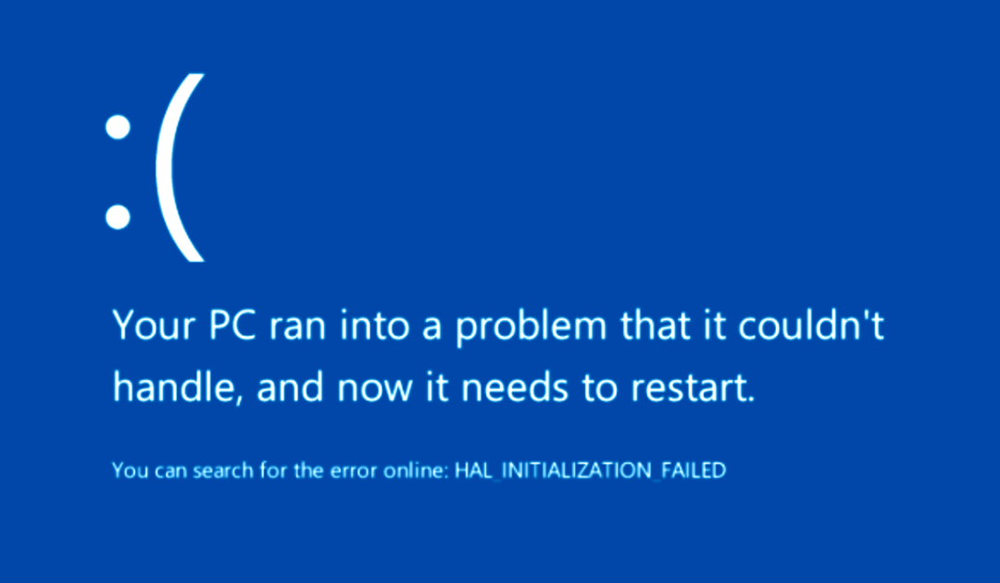 :(
Your PC ran into a problem that it couldn't
handle, and now it needs to restart.
You can search for the error online: HAL_INITIALIZATION_FAILED